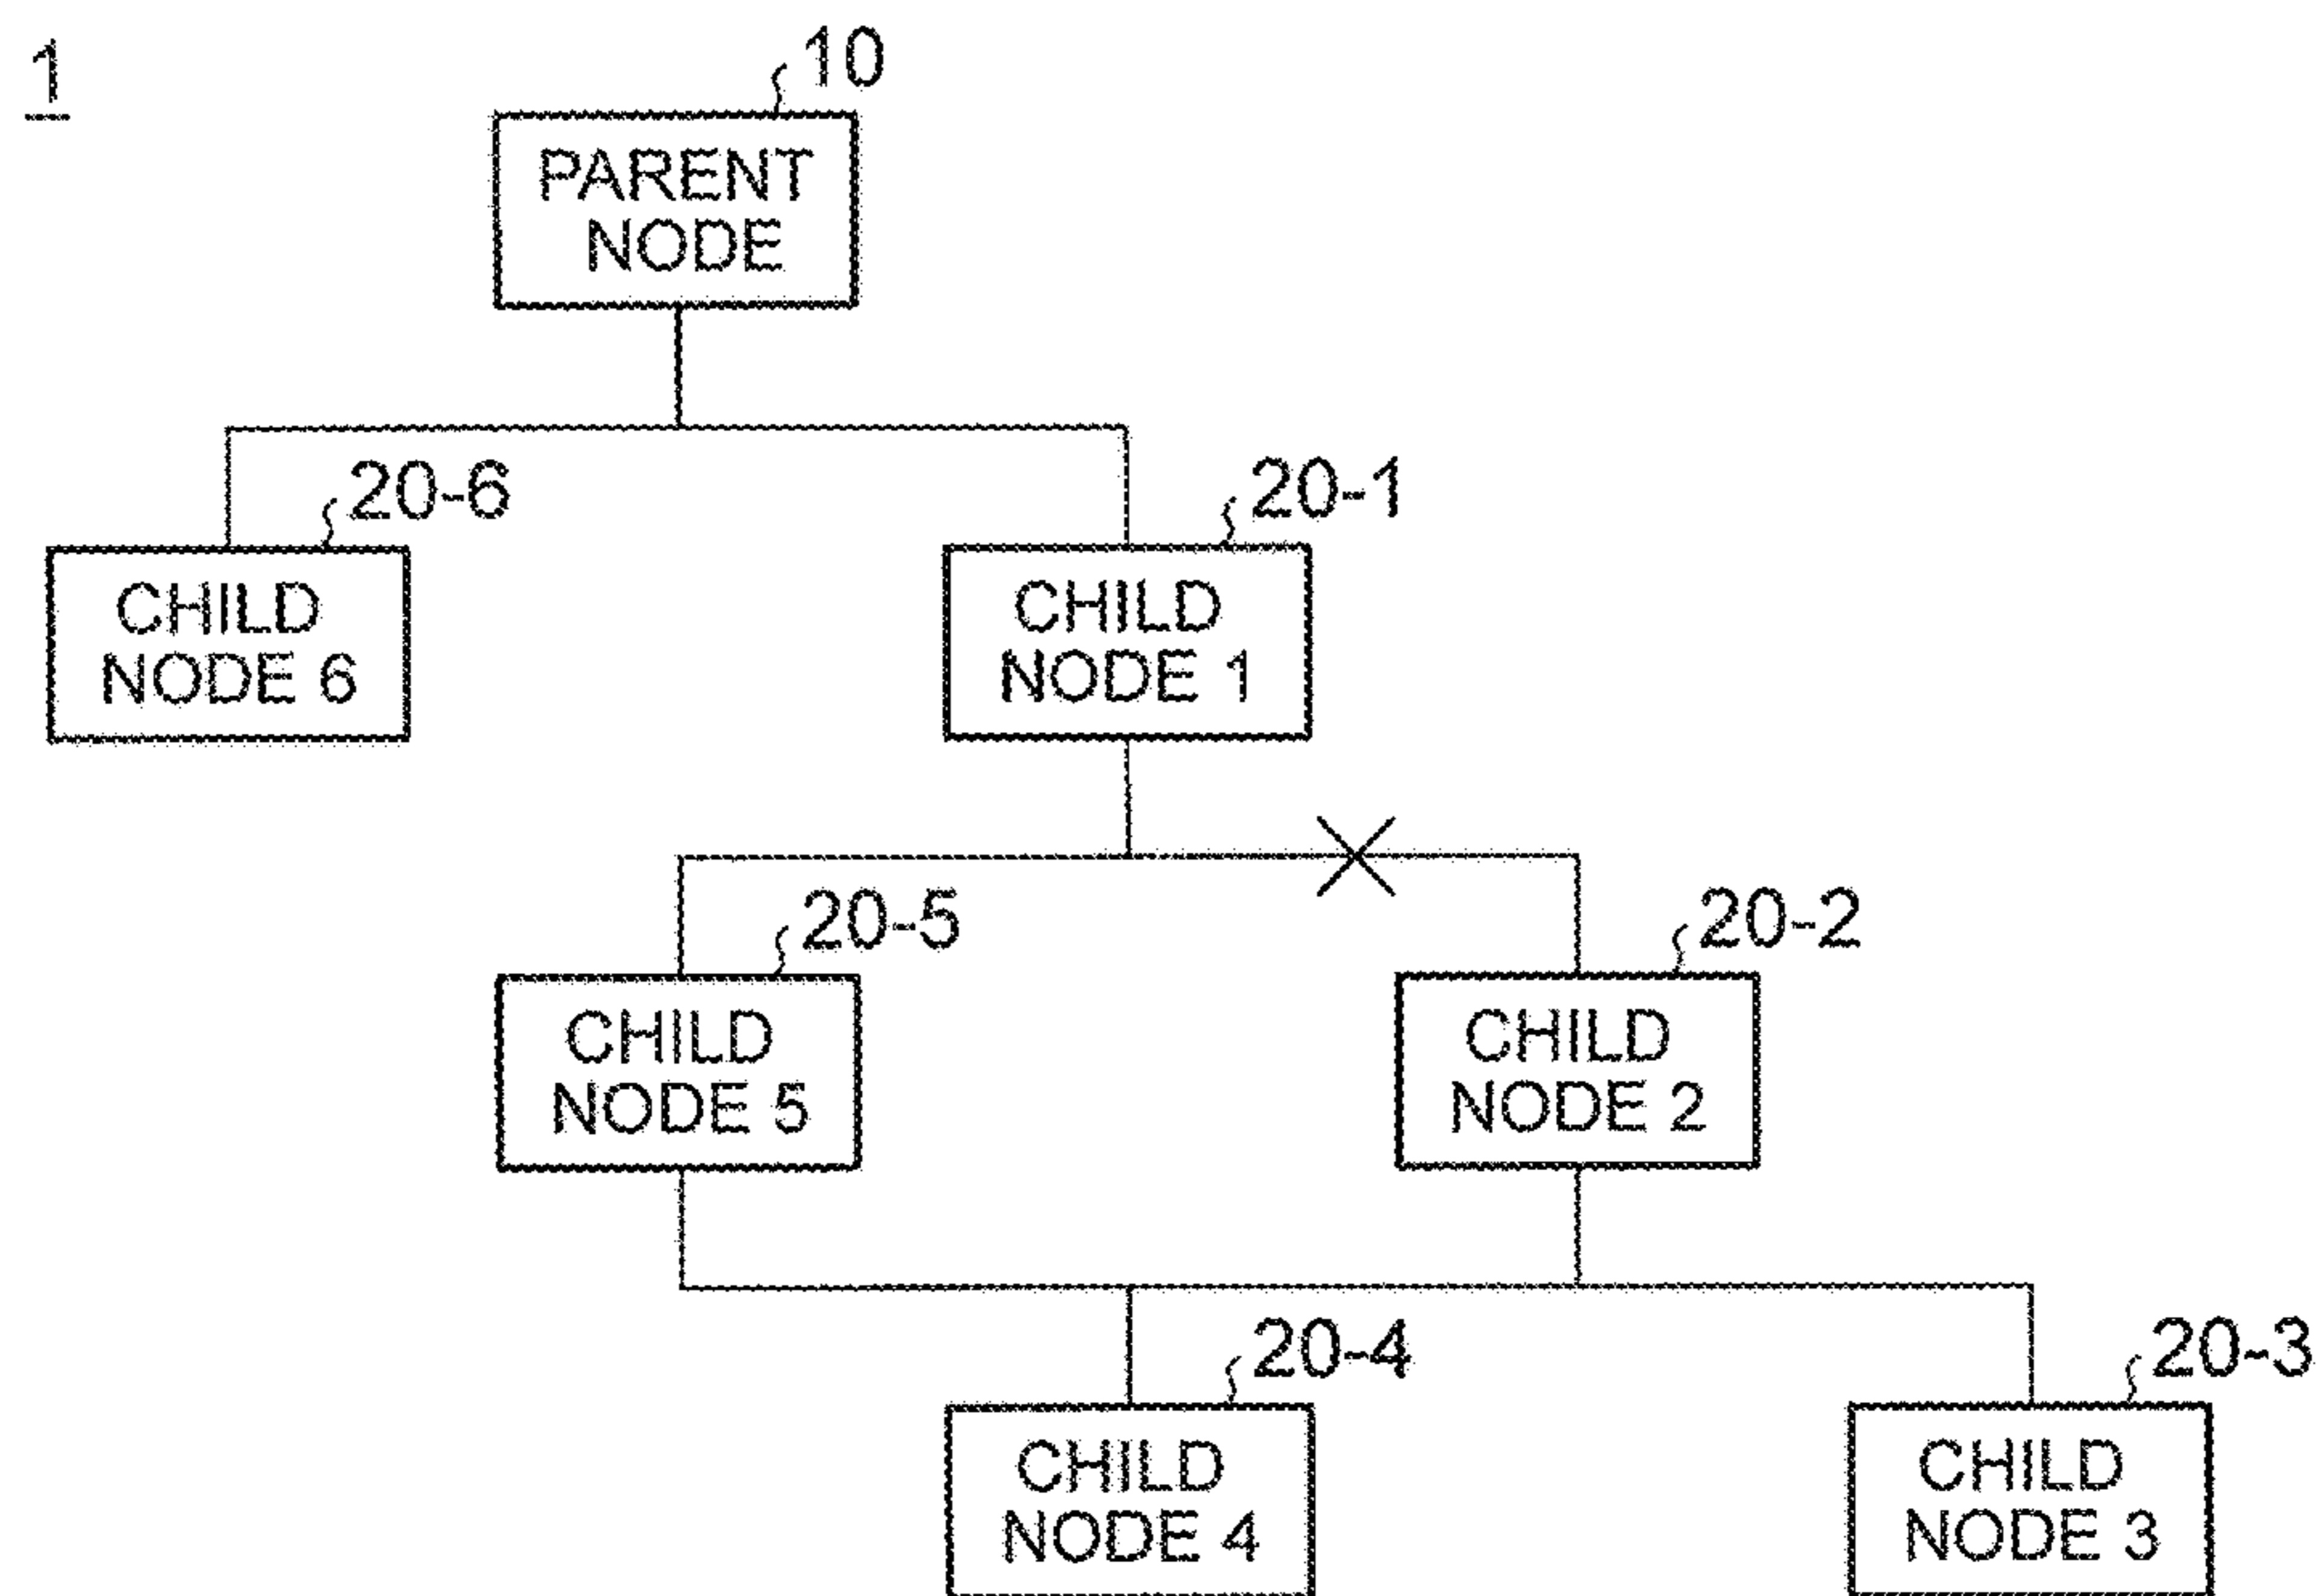 1
10
PARENT
NODE
20-6
20-1
CHILD
NODE 6
CHILD
NODE 1
20-5
20-2
CHILD
NODE 5
CHILD
NODE 2
20-4
20-3
CHILD
NODE 4
CHILD
NODE 3